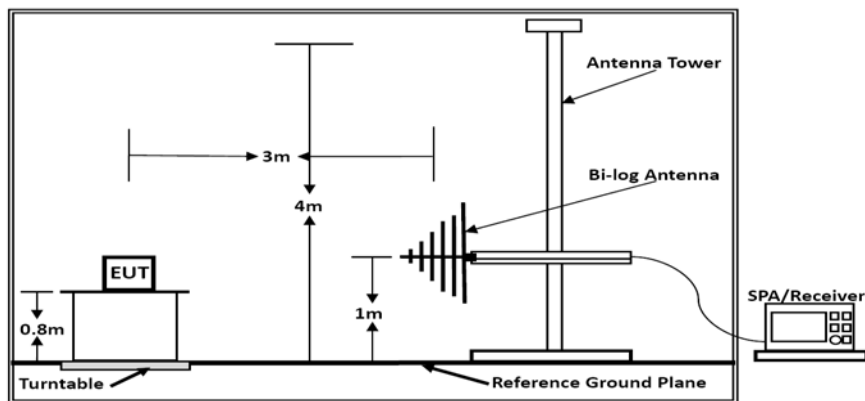 Antenna Tower
3m
Bi-log Antenna
4m
EUT
SPA/Receiver
0.8m
1m
Turntable
Reference Ground Plane